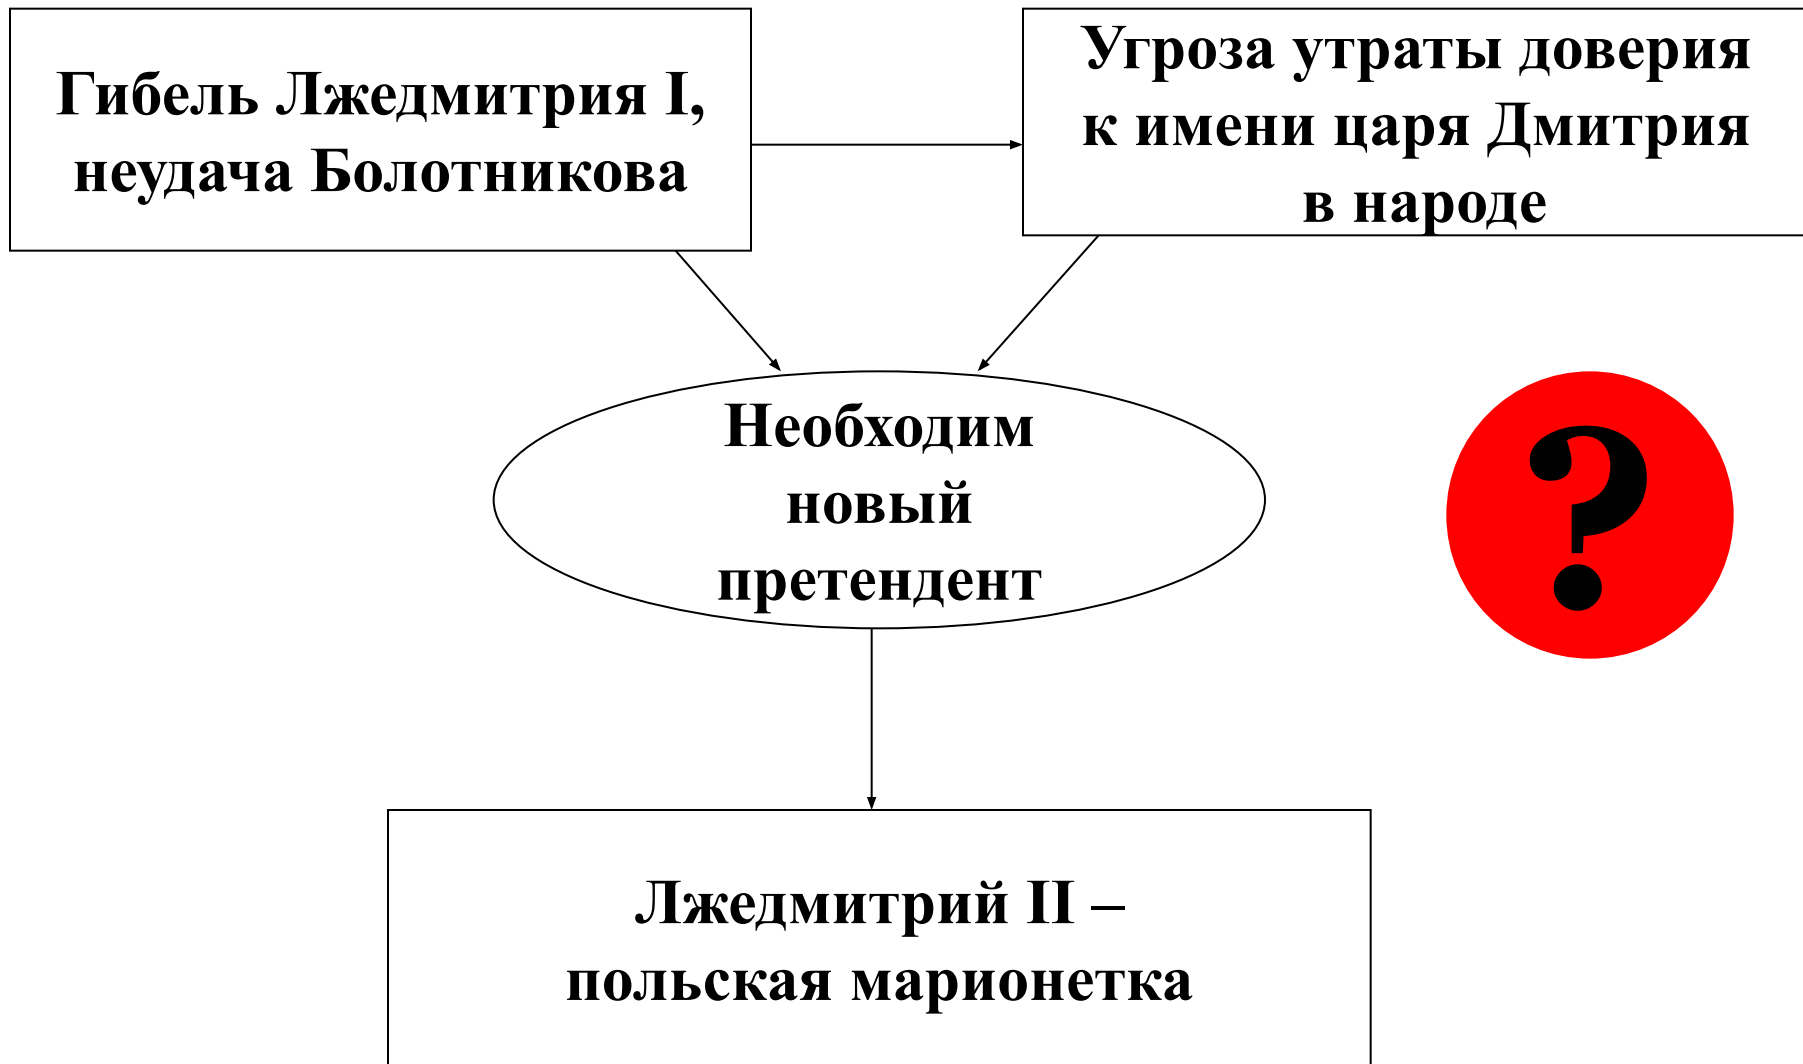 Гибель Лжедмитрия I,
неудача Болотникова
Угроза утраты доверия
к имени царя Дмитрия
в народе
Необходим
новый
претендент
?
Лжедмитрий II –
польская марионетка